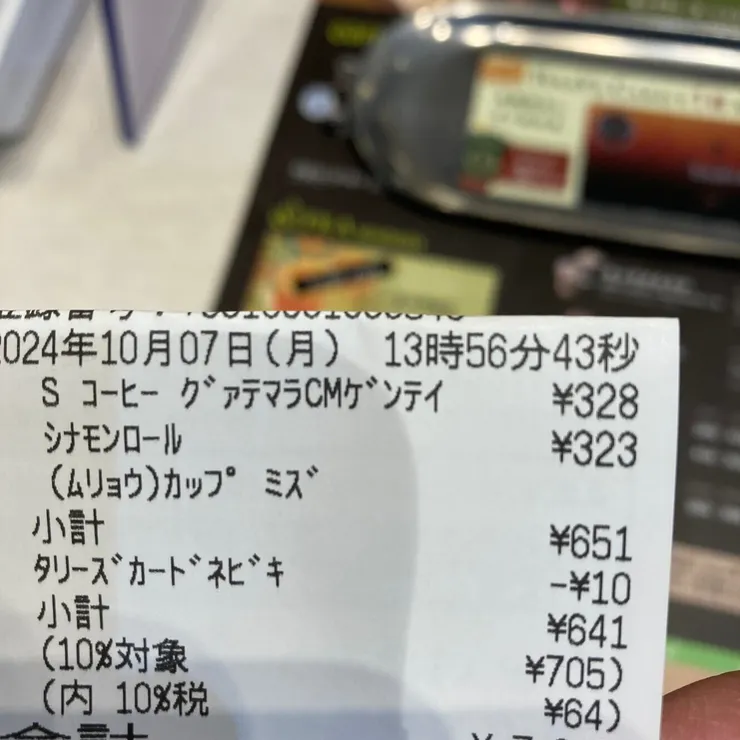 2024年10月07日(月) 13時56分43秒
S コーヒー グァテマラCMゲンテイ ¥328
シナモンロール ¥323
(ムリョウ)カップ ミズ
小計 ¥651
タリーズカードネビキ -¥10
小計 ¥641
(10%対象 ¥705)
(内 10%税 ¥64)
合計